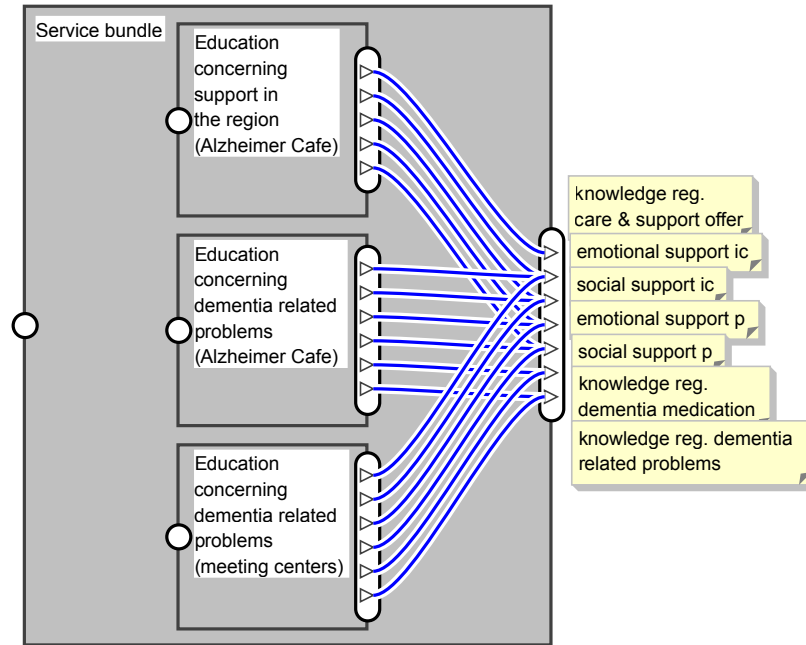 Service bundle
Education
concerning
support in
the region
(Alzheimer Cafe)
Education
concerning
dementia related
problems
(Alzheimer Cafe)
Education
concerning
dementia related
problems
(meeting centers)
knowledge reg.
care & support offer
emotional support ic
social support ic
emotional support p
social support p
knowledge reg.
dementia medication
knowledge reg. dementia
related problems